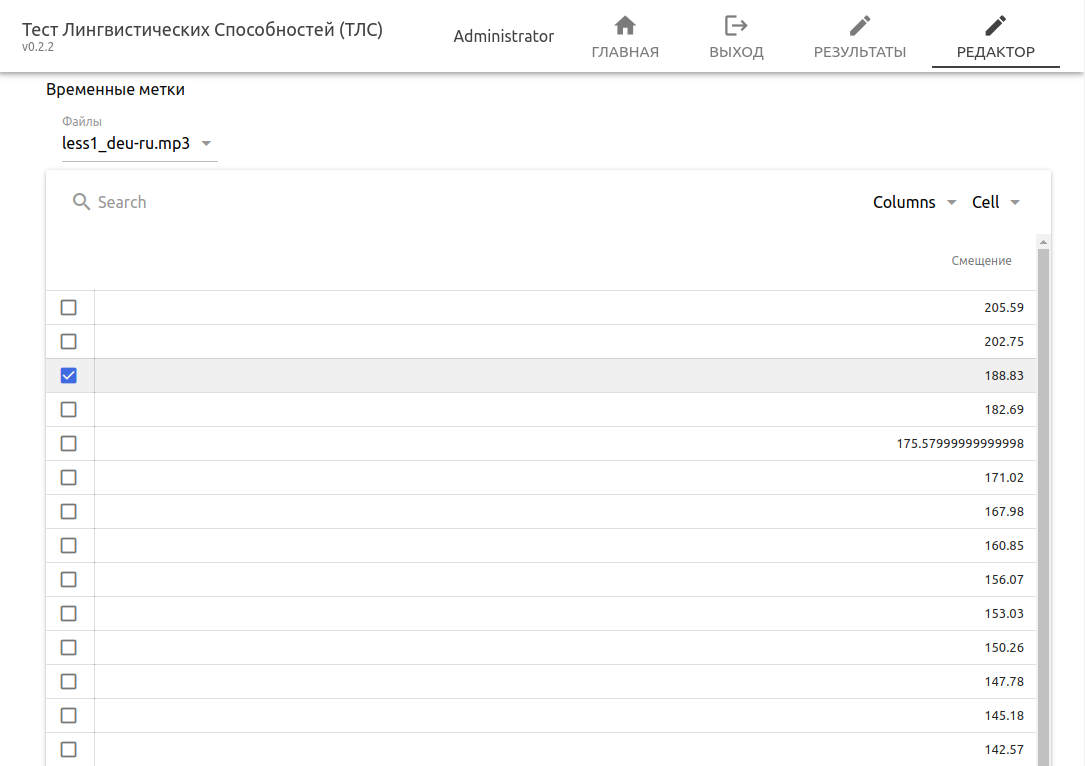 Тест Лингвистических Способностей (ТЛС)
v0.2.2
Administrator
ГЛАВНАЯ
ВЫХОД
РЕЗУЛЬТАТЫ
РЕДАКТОР
Временные метки
Файлы
less1_deu-ru.mp3
Search
Columns
Cell
Смещение
205.59
202.75
188.83
182.69
175.57999999999998
171.02
167.98
160.85
156.07
153.03
150.26
147.78
145.18
142.57